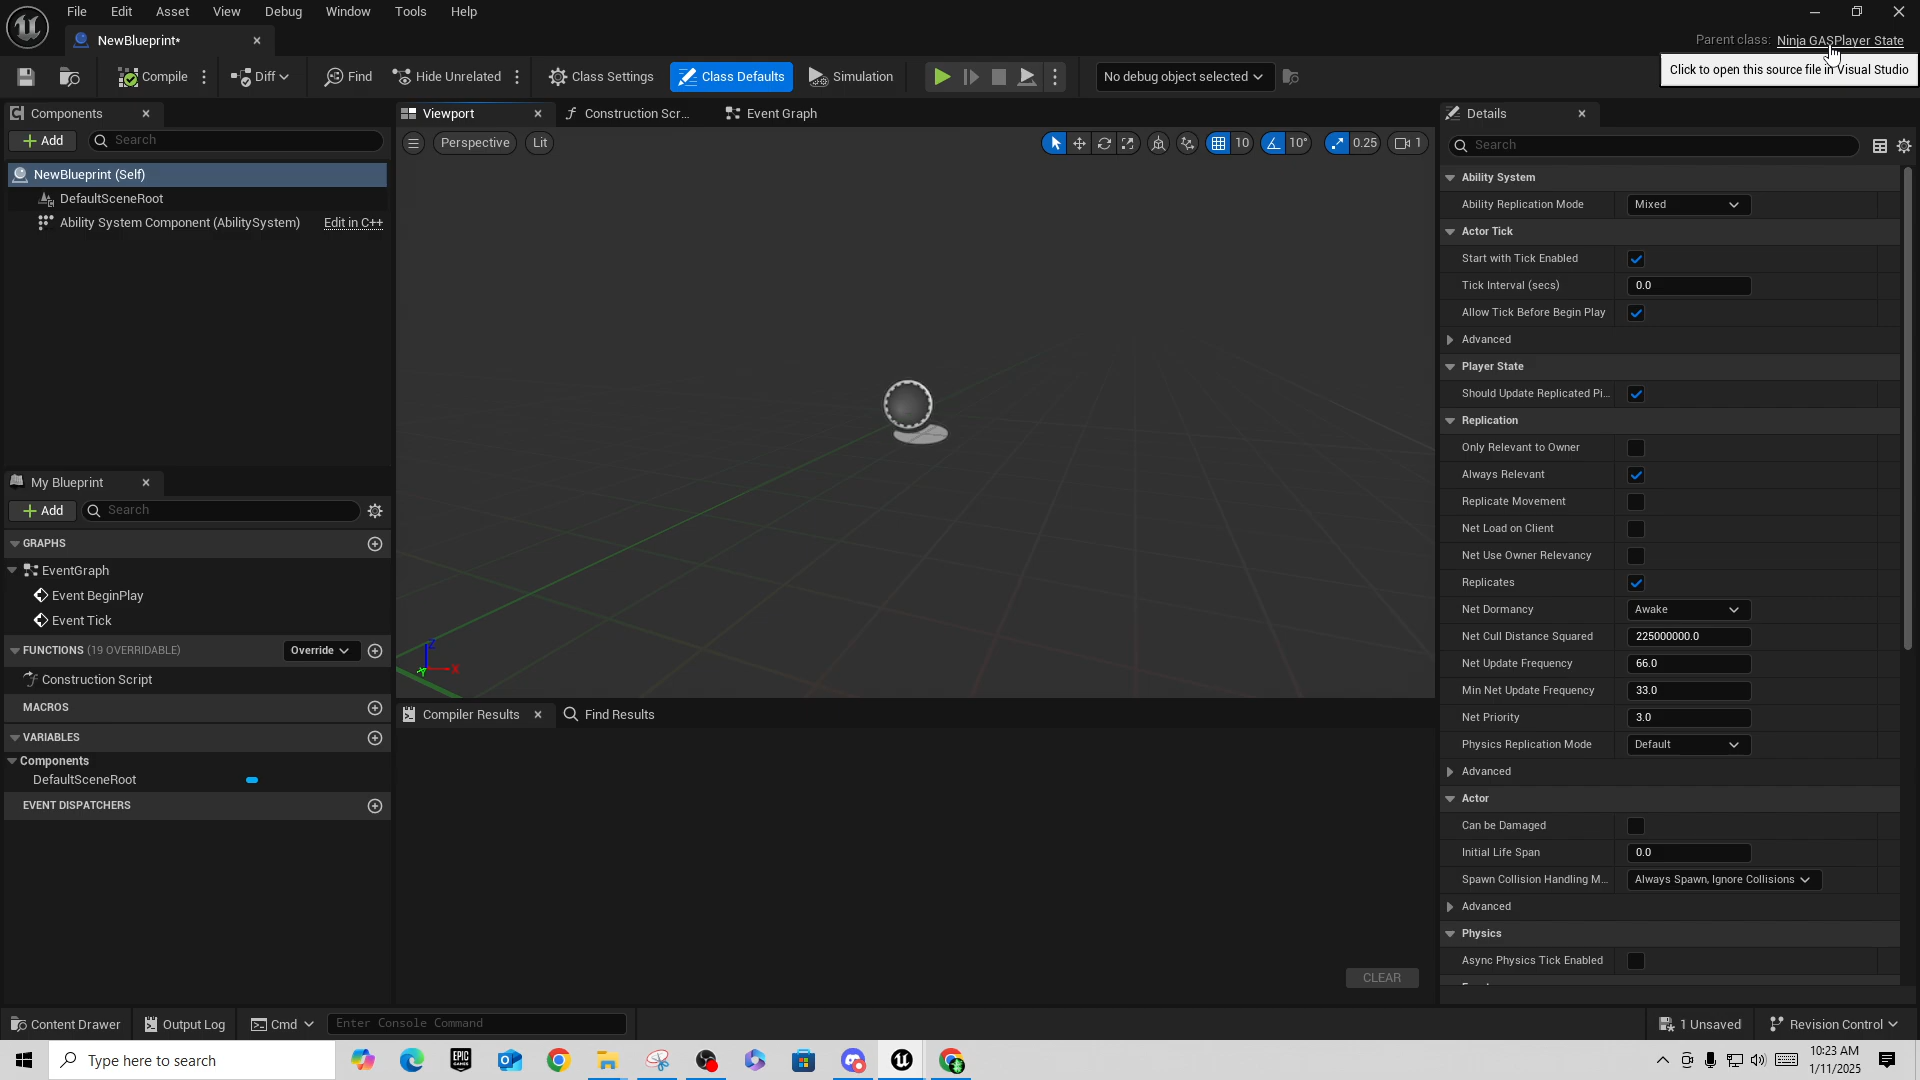 File Edit Asset View Debug Window Tools Help
NewBlueprint*
Parent class: Ninja GASPlayer State
Click to open this source file in Visual Studio
Compile Diff Find Hide Unrelated Class Settings Class Defaults Simulation No debug object selected
Components
Add Search
NewBlueprint (Self)
DefaultSceneRoot
Ability System Component (AbilitySystem) Edit in C++
My Blueprint
Add Search
GRAPHS
EventGraph
Event BeginPlay
Event Tick
FUNCTIONS (19 OVERRIDABLE) Override
Construction Script
MACROS
VARIABLES
Components
DefaultSceneRoot
EVENT DISPATCHERS
Viewport Construction Scr... Event Graph
Perspective Lit 10 10° 0.25 1
Z
X
Y
Compiler Results Find Results
CLEAR
Details
Search
Ability System
Ability Replication Mode Mixed
Actor Tick
Start with Tick Enabled
Tick Interval (secs) 0.0
Allow Tick Before Begin Play
Advanced
Player State
Should Update Replicated Pi...
Replication
Only Relevant to Owner
Always Relevant
Replicate Movement
Net Load on Client
Net Use Owner Relevancy
Replicates
Net Dormancy Awake
Net Cull Distance Squared 225000000.0
Net Update Frequency 66.0
Min Net Update Frequency 33.0
Net Priority 3.0
Physics Replication Mode Default
Advanced
Actor
Can be Damaged
Initial Life Span 0.0
Spawn Collision Handling M... Always Spawn, Ignore Collisions
Advanced
Physics
Async Physics Tick Enabled
Content Drawer Output Log Cmd Enter Console Command 1 Unsaved Revision Control
Type here to search
EPIC GAMES
10:23 AM
1/11/2025